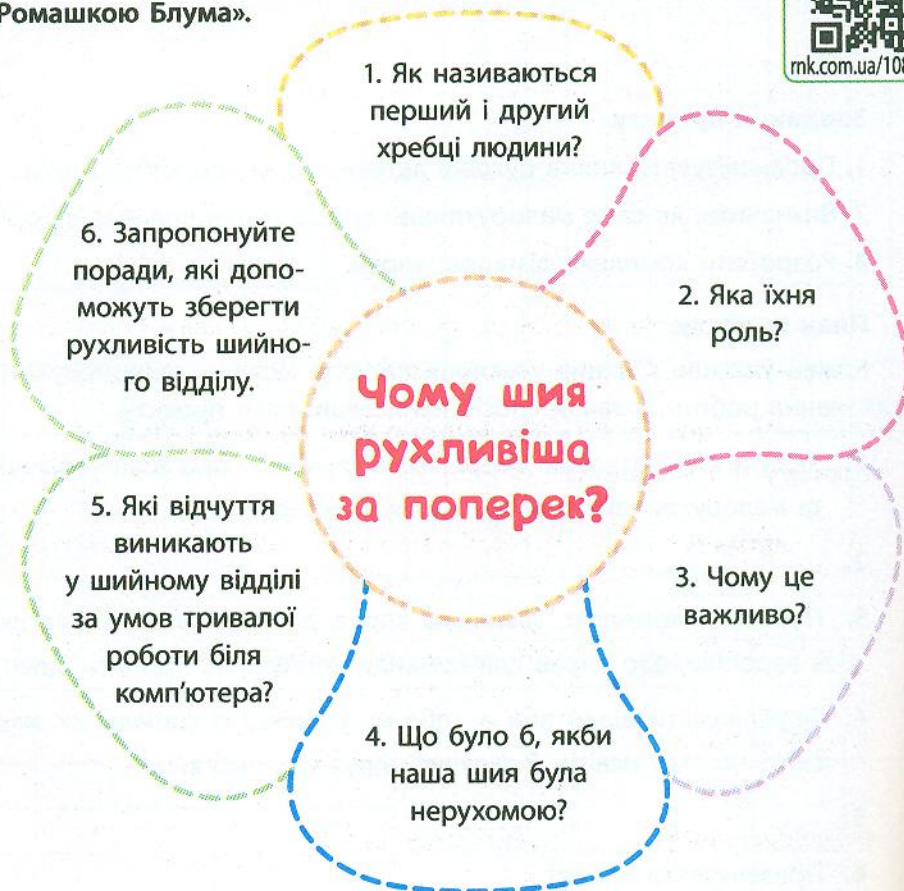 Ромашкою Блума».
rnk.com.ua/108
1. Як називаються
перший і другий
хребці людини?
2. Яка їхня
роль?
3. Чому це
важливо?
4. Що було б, якби
наша шия була
нерухомою?
5. Які відчуття
виникають
у шийному відділі
за умов тривалої
роботи біля
комп'ютера?
6. Запропонуйте
поради, які допо-
можуть зберегти
рухливість шийно-
го відділу.
Чому шия
рухливіша
за поперек?